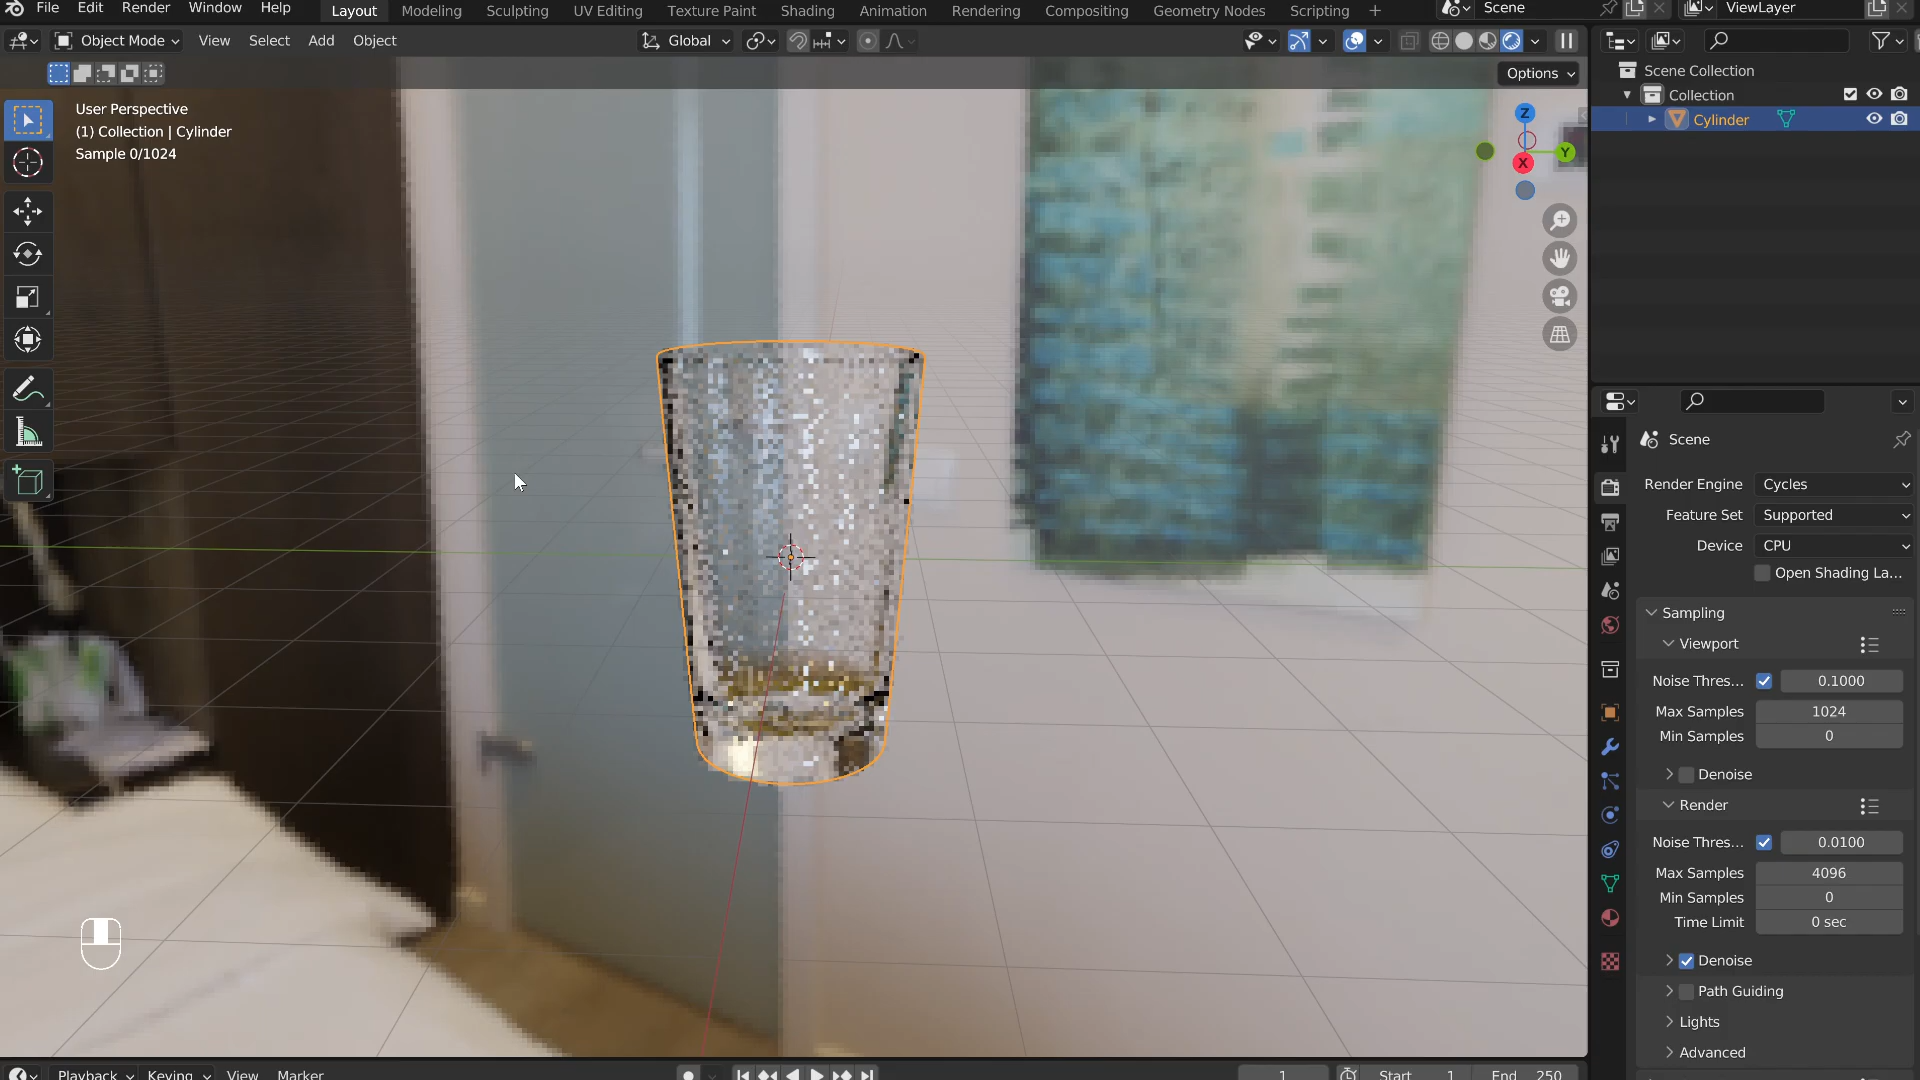 File Edit Render Window Help Layout Modeling Sculpting UV Editing Texture Paint Shading Animation Rendering Compositing Geometry Nodes Scripting + Scene ViewLayer
Object Mode View Select Add Object Global
Options
User Perspective
(1) Collection | Cylinder
Sample 0/1024
Z
Y
X
Scene Collection
Collection
Cylinder
Scene
Render Engine Cycles
Feature Set Supported
Device CPU
Open Shading La...
Sampling
Viewport
Noise Thres... 0.1000
Max Samples 1024
Min Samples 0
Denoise
Render
Noise Thres... 0.0100
Max Samples 4096
Min Samples 0
Time Limit 0 sec
Denoise
Path Guiding
Lights
Advanced
Playback Keying View Marker 1 Start 1 End 250